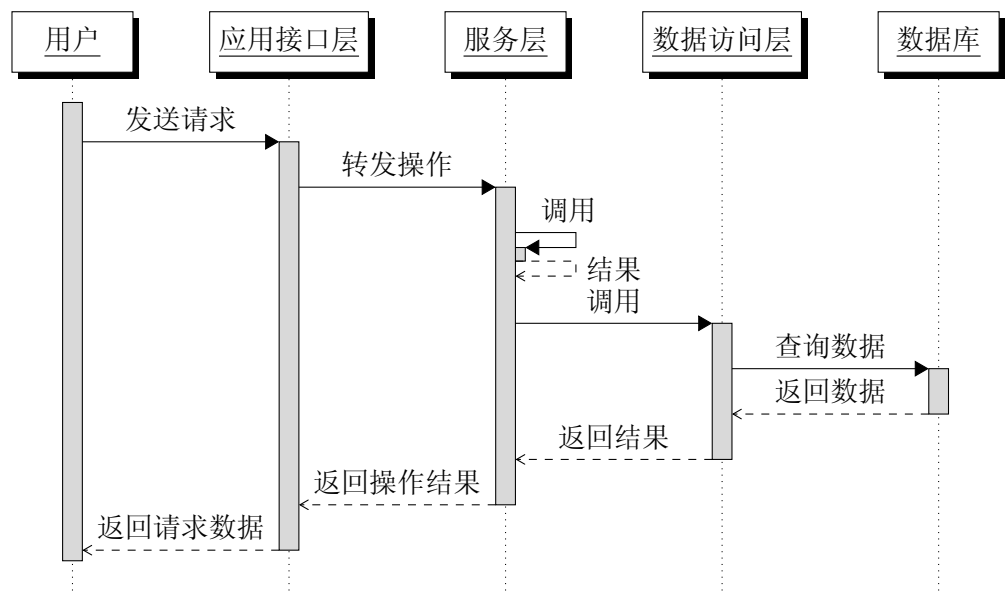 用户
应用接口层
服务层
数据访问层
数据库
发送请求
转发操作
调用
结果
调用
查询数据
返回数据
返回结果
返回操作结果
返回请求数据